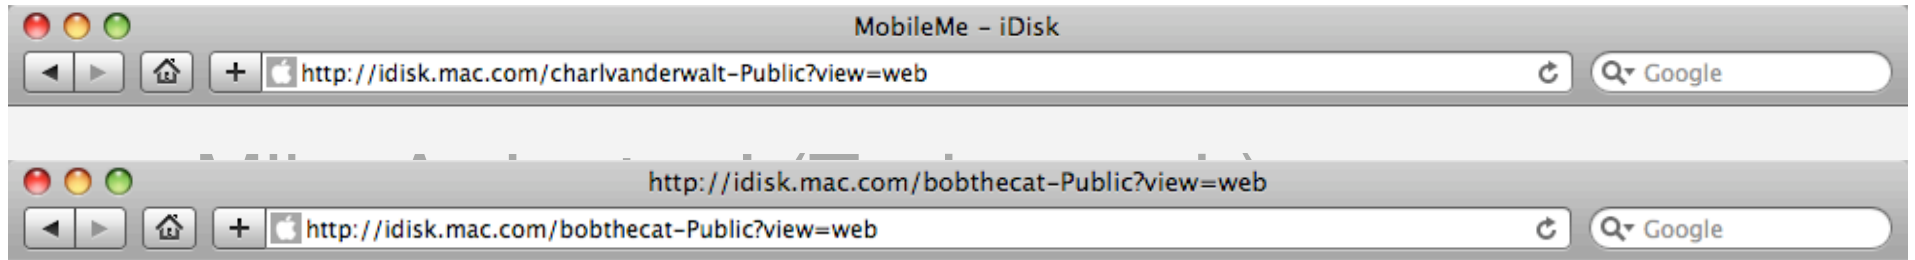 MobileMe – iDisk
http://idisk.mac.com/charlvanderwalt-Public?view=web
Google
http://idisk.mac.com/bobthecat-Public?view=web
http://idisk.mac.com/bobthecat-Public?view=web
Google